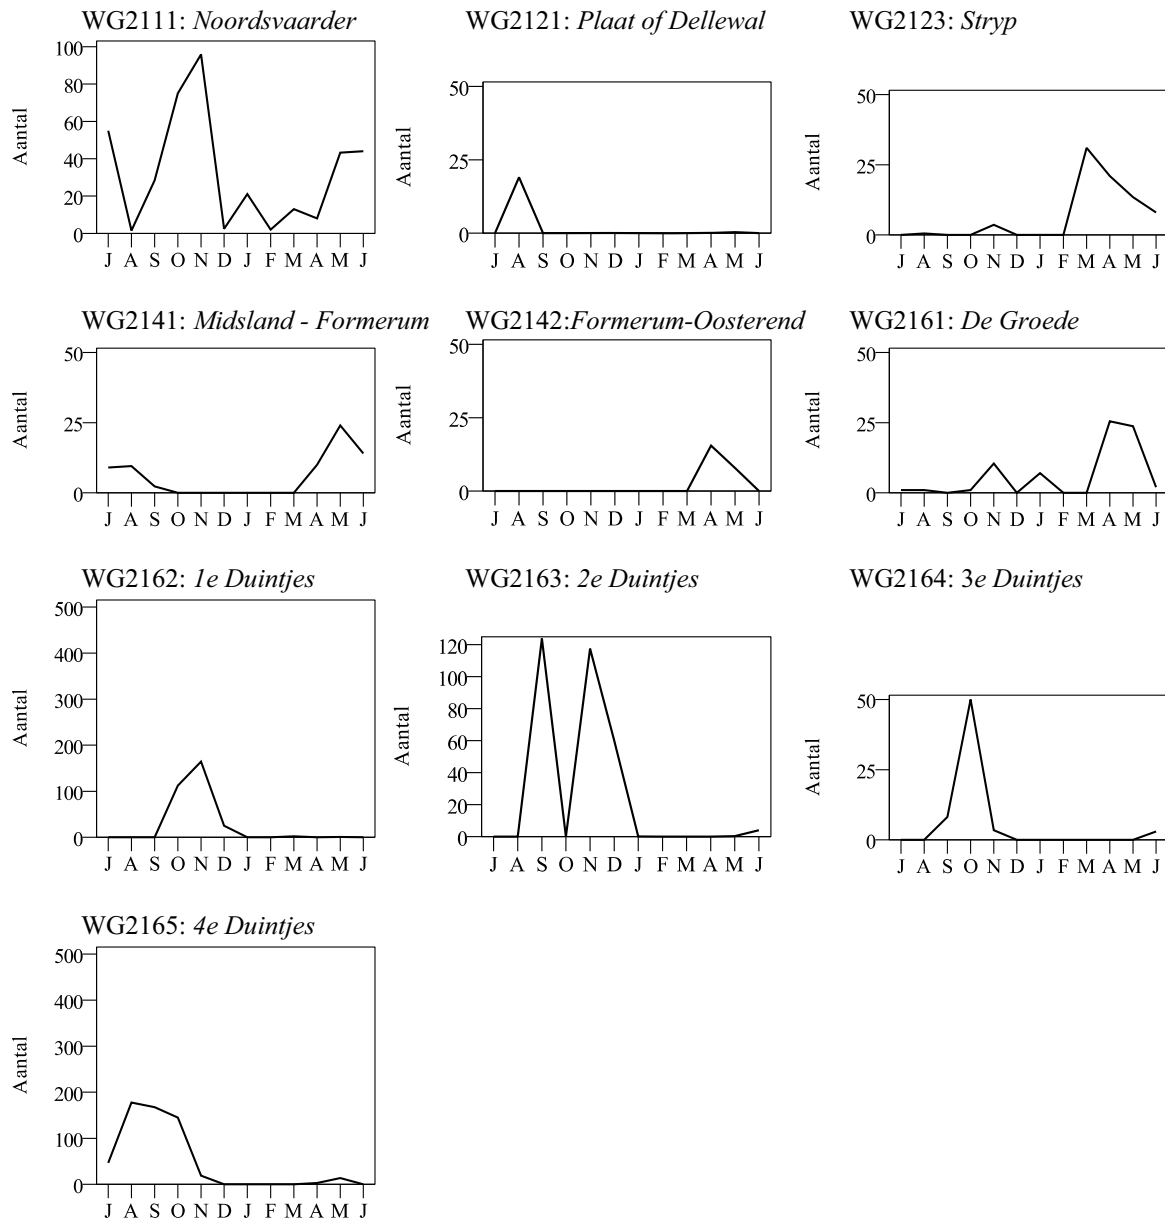 WG2111: Noordsvaarder
100
80
60
40
20
0
Aantal
J A S O N D J F M A M J
WG2121: Plaat of Dellewal
50
25
0
Aantal
J A S O N D J F M A M J
WG2123: Stryp
50
25
0
Aantal
J A S O N D J F M A M J
WG2141: Midsland - Formerum
50
25
0
Aantal
J A S O N D J F M A M J
WG2142:Formerum-Oosterend
50
25
0
Aantal
J A S O N D J F M A M J
WG2161: De Groede
50
25
0
Aantal
J A S O N D J F M A M J
WG2162: 1e Duintjes
500
400
300
200
100
0
Aantal
J A S O N D J F M A M J
WG2163: 2e Duintjes
120
100
80
60
40
20
0
Aantal
J A S O N D J F M A M J
WG2164: 3e Duintjes
50
25
0
Aantal
J A S O N D J F M A M J
WG2165: 4e Duintjes
500
400
300
200
100
0
Aantal
J A S O N D J F M A M J